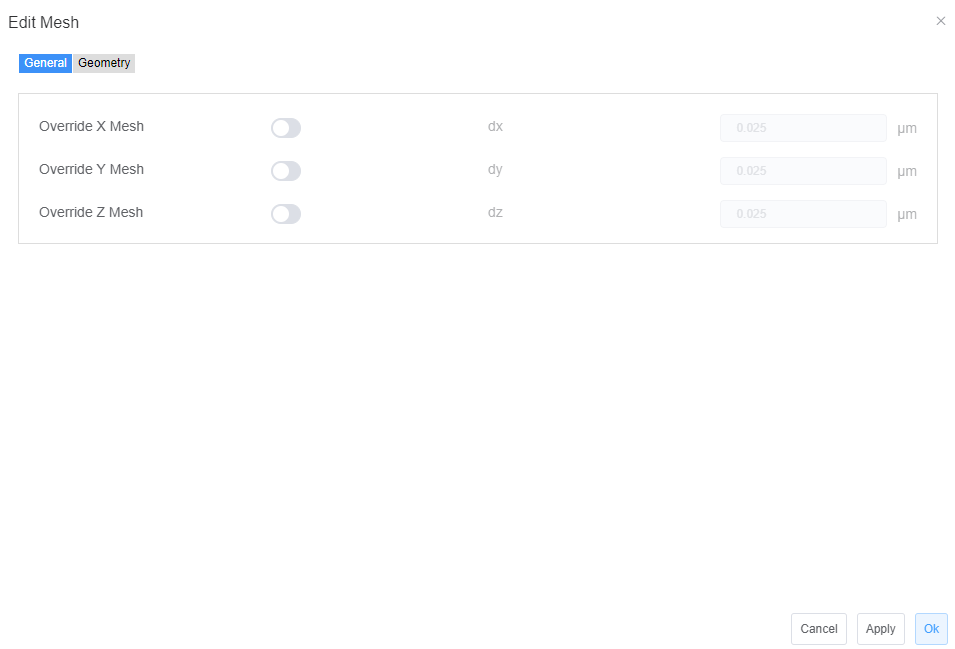 Edit Mesh
General Geometry
Override X Mesh dx 0.025 μm
Override Y Mesh dy 0.025 μm
Override Z Mesh dz 0.025 μm
Cancel Apply Ok